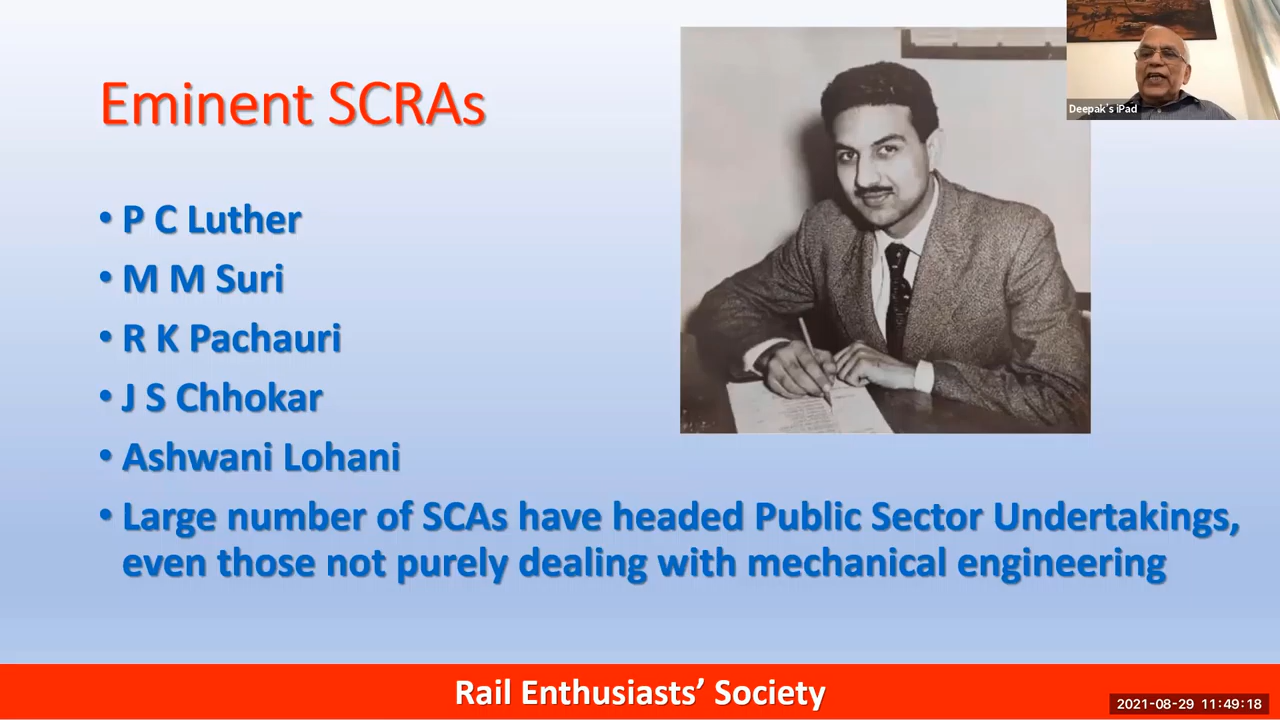 Eminent SCRAs
• P C Luther
• M M Suri
• R K Pachauri
• J S Chhokar
• Ashwani Lohani
• Large number of SCAs have headed Public Sector Undertakings,
even those not purely dealing with mechanical engineering
Deepak's iPad
Rail Enthusiasts’ Society
2021-08-29 11:49:18